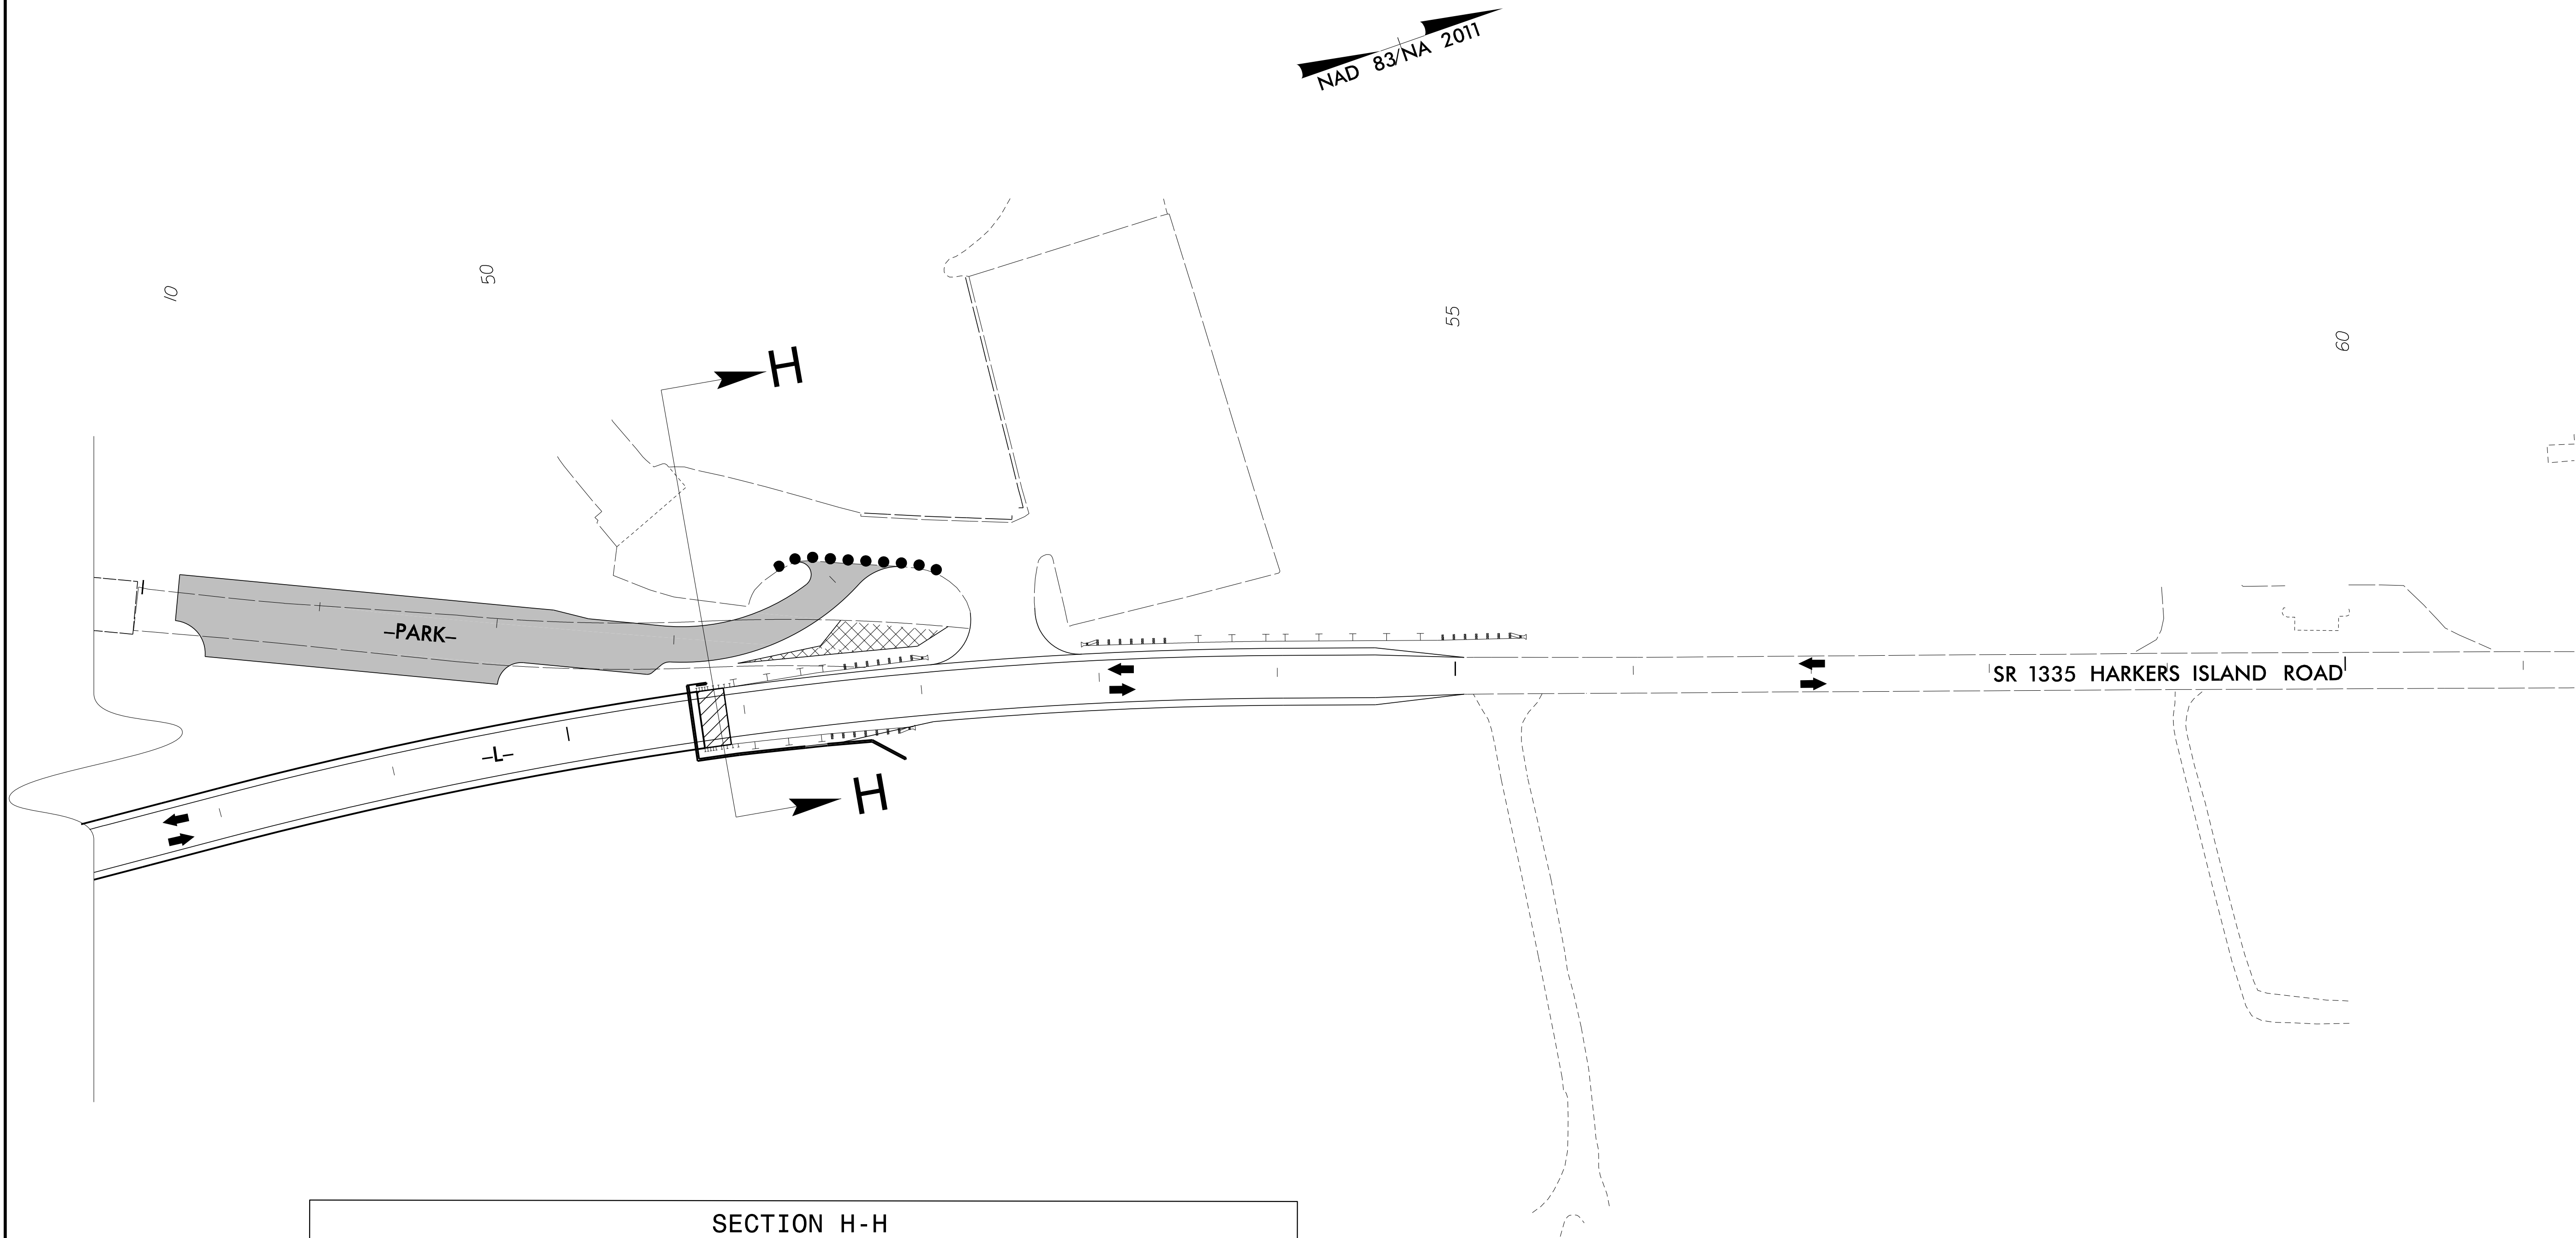 NAD 83/NA 2011
10
50
55
60
H
–PARK–
SR 1335 HARKERS ISLAND ROAD
–L–
H
SECTION H-H